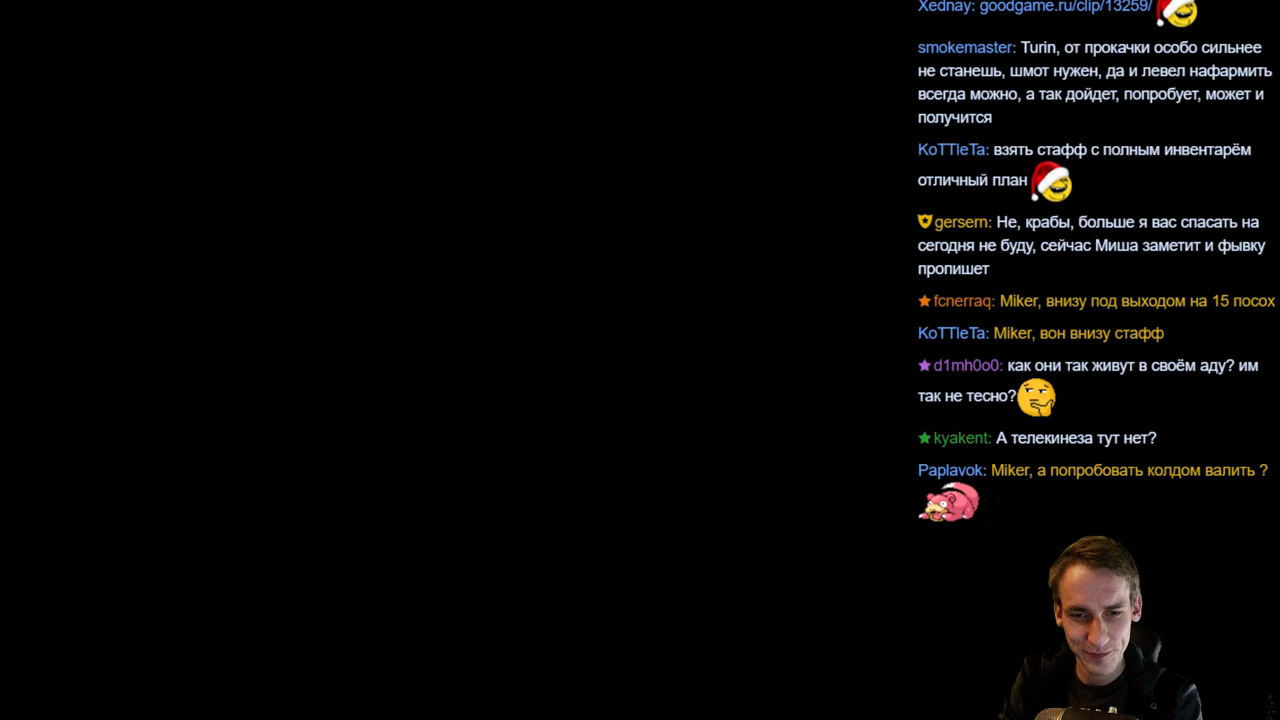 Xednay: goodgame.ru/clip/13259/
smokemaster: Turin, от прокачки особо сильнее
не станешь, шмот нужен, да и левел нафармить
всегда можно, а так дойдет, попробует, может и
получится
KoTTleTa: взять стафф с полным инвентарём
отличный план
gersern: Не, крабы, больше я вас спасать на
сегодня не буду, сейчас Миша заметит и фывку
пропишет
fcnerraq: Miker, внизу под выходом на 15 посох
KoTTleTa: Miker, вон внизу стафф
d1mh0o0: как они так живут в своём аду? им
так не тесно?
kyakent: А телекинеза тут нет?
Paplavok: Miker, а попробовать колдом валить ?